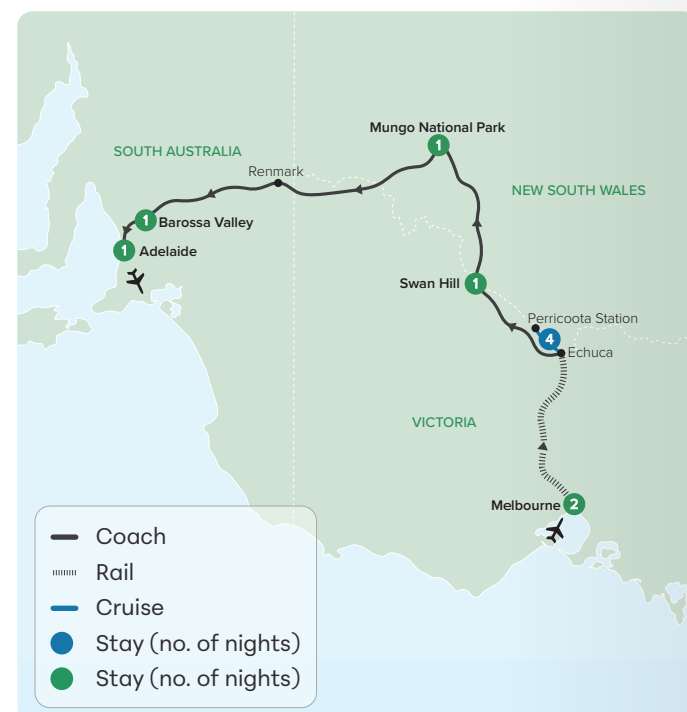 Mungo National Park
1
SOUTH AUSTRALIA
Renmark
NEW SOUTH WALES
1 Barossa Valley
1 Adelaide
Swan Hill 1
Perricoota Station
4
Echuca
VICTORIA
Melbourne 2
Coach
Rail
Cruise
Stay (no. of nights)
Stay (no. of nights)